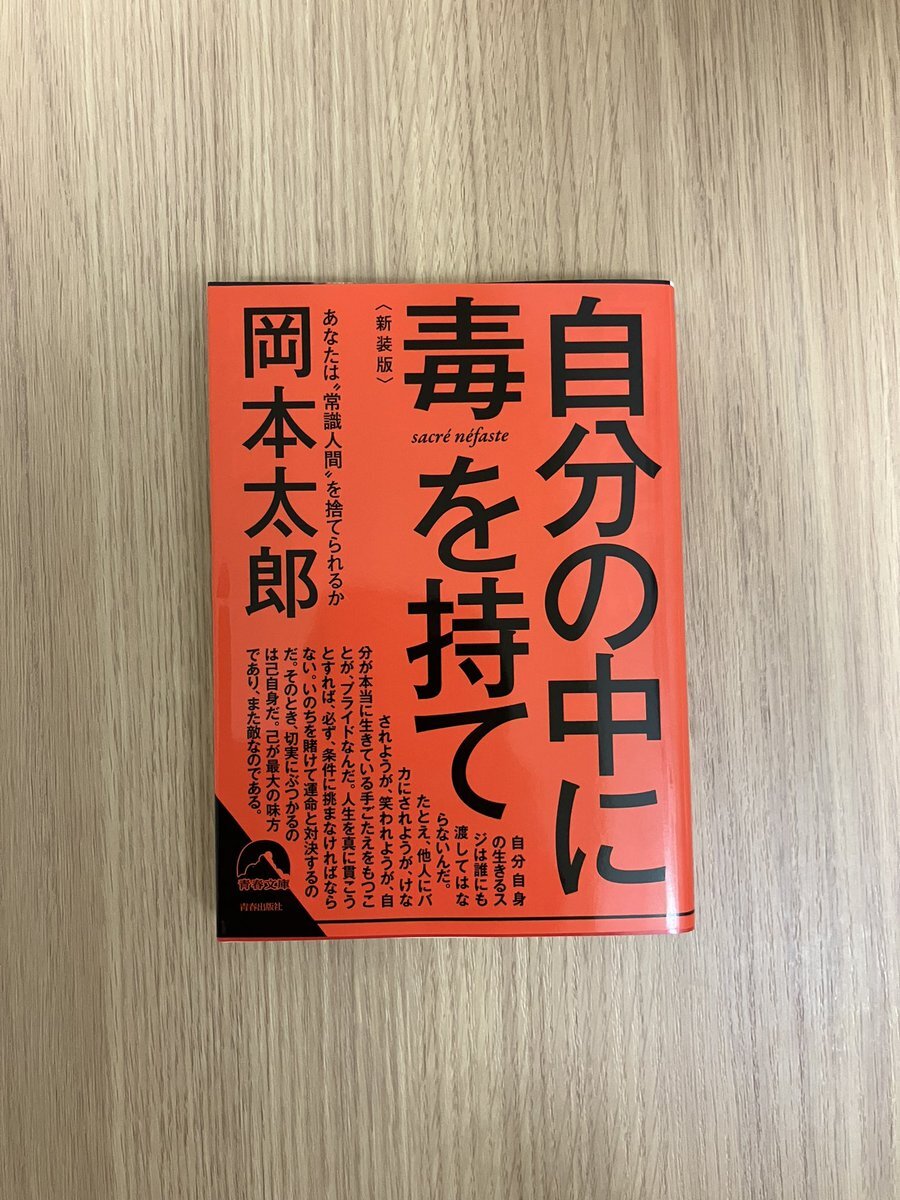 自分の中に
毒を持て
〈新装版〉
sacré néfaste
あなたは〝常識人間〟を捨てられるか
岡本太郎
自分自身
の生きるス
ジは誰にも
渡してはな
らないんだ。
たとえ、他人にバ
カにされようが、けな
されようが、笑われようが、自
分が本当に生きている手ごたえをもつこ
とが、プライドなんだ。人生を真に貫こう
とすれば、必ず、条件に挑まなければなら
ない。いのちを賭けて運命と対決するの
だ。そのとき、切実にぶつかるの
は己自身だ。己が最大の味方
であり、また敵なのである。
青春文庫
青春出版社